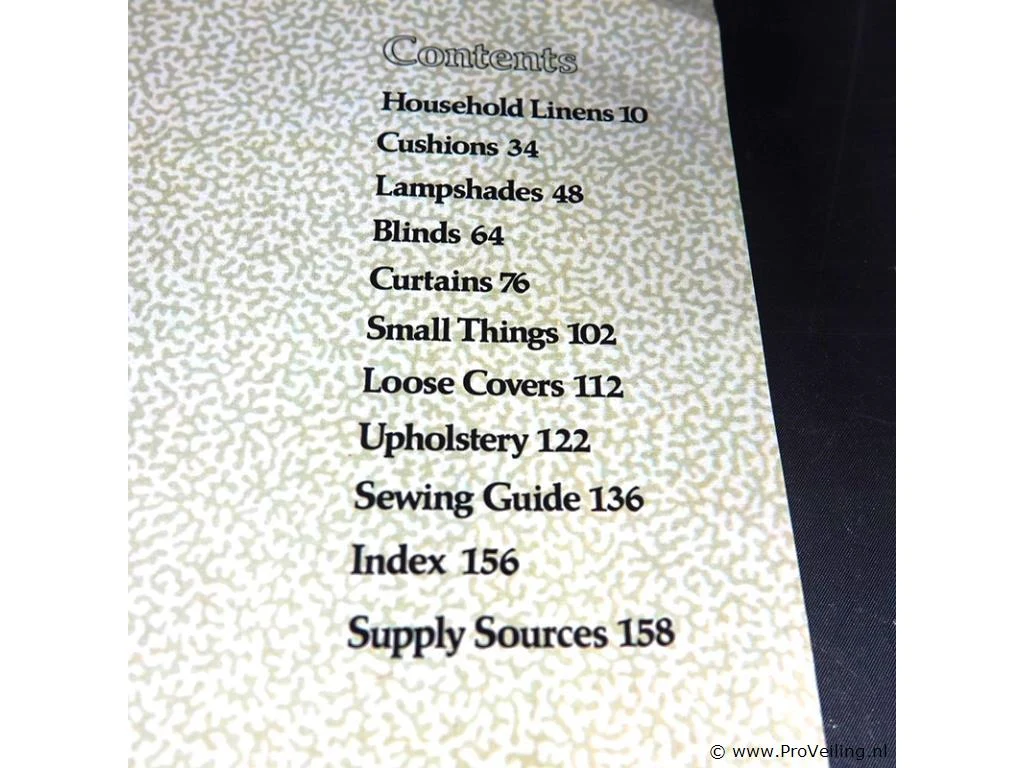 Contents
Household Linens 10
Cushions 34
Lampshades 48
Blinds 64
Curtains 76
Small Things 102
Loose Covers 112
Upholstery 122
Sewing Guide 136
Index 156
Supply Sources 158
© www.ProVeiling.nl